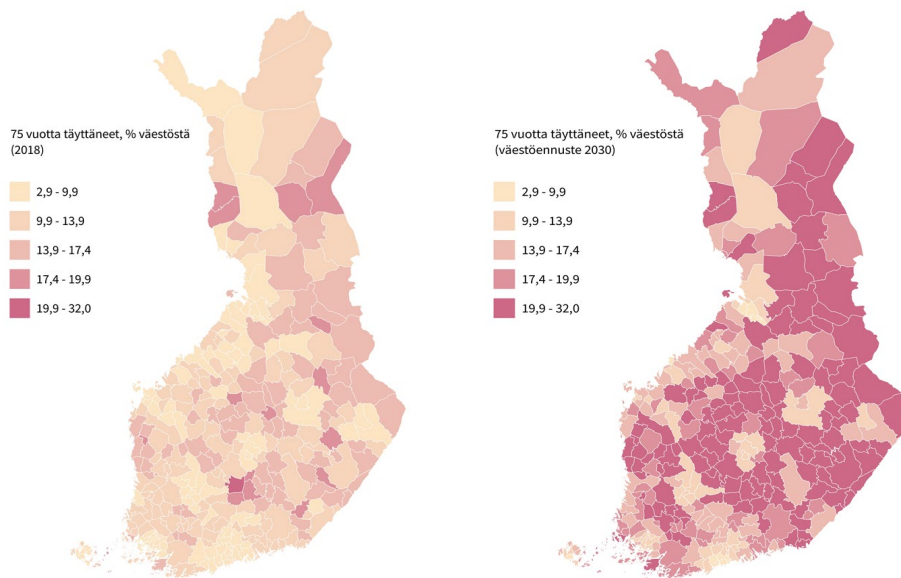 75 vuotta täyttäneet, % väestöstä
(2018)
2,9 - 9,9
9,9 - 13,9
13,9 - 17,4
17,4 - 19,9
19,9 - 32,0
75 vuotta täyttäneet, % väestöstä
(väestöennuste 2030)
2,9 - 9,9
9,9 - 13,9
13,9 - 17,4
17,4 - 19,9
19,9 - 32,0